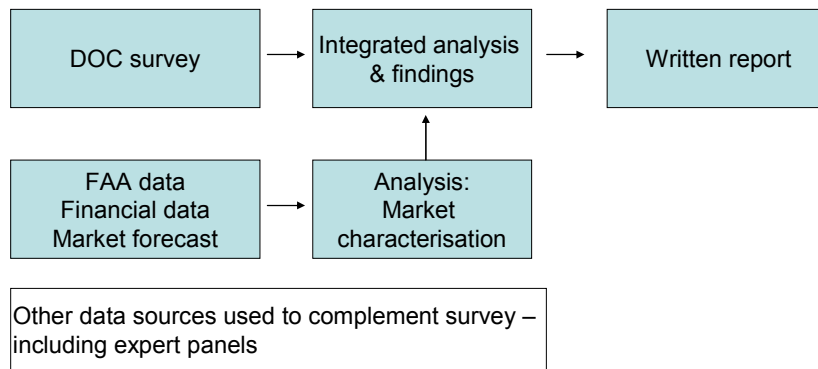 DOC survey
Integrated analysis
& findings
Written report
FAA data
Financial data
Market forecast
Analysis:
Market
characterisation
Other data sources used to complement survey –
including expert panels